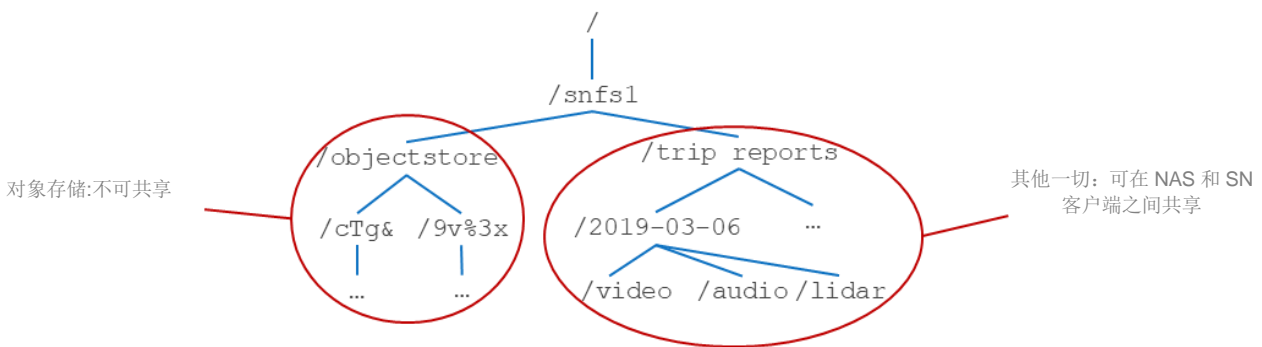 /
/snfs1
/objectstore
/trip reports
对象存储:不可共享
其他一切：可在 NAS 和 SN
客户端之间共享
/cTg& /9v%3x
/2019-03-06 …
… …
/video /audio /lidar